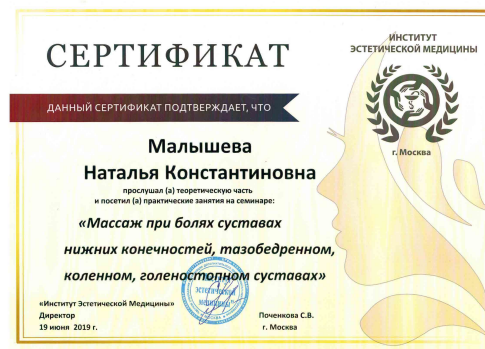 СЕРТИФИКАТ
ИНСТИТУТ
ЭСТЕТИЧЕСКОЙ МЕДИЦИНЫ
г. Москва
ДАННЫЙ СЕРТИФИКАТ ПОДТВЕРЖДАЕТ, ЧТО
Малышева
Наталья Константиновна
прослушал (а) теоретическую часть
и посетил (а) практические занятия на семинаре:
«Массаж при болях суставах
нижних конечностей, тазобедренном,
коленном, голеностопном суставах»
ЭСТЕТИЧЕСКОЙ
МЕДИЦИНЫ"
«Институт Эстетической Медицины»
Директор
Поченкова С.В.
19 июня 2019 г.
г. Москва